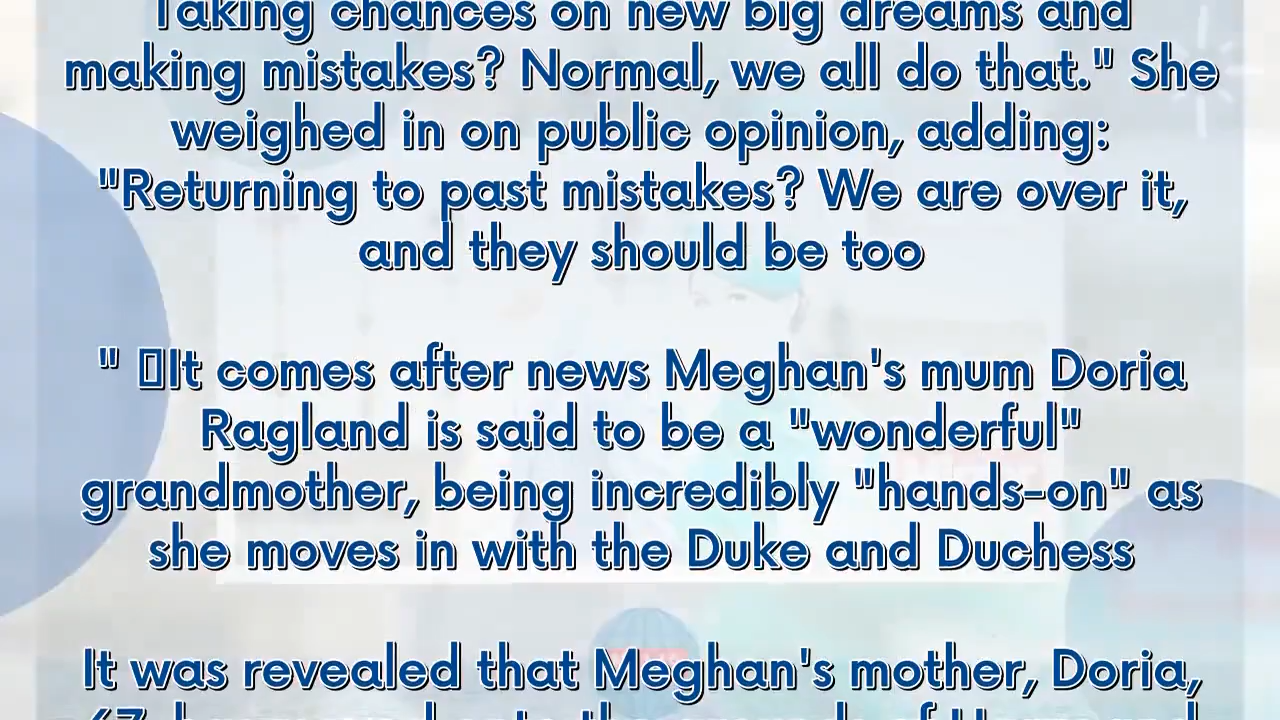 Taking chances on new big dreams and
making mistakes? Normal, we all do that." She
weighed in on public opinion, adding:
"Returning to past mistakes? We are over it,
and they should be too
" It comes after news Meghan's mum Doria
Ragland is said to be a "wonderful"
grandmother, being incredibly "hands-on" as
she moves in with the Duke and Duchess
It was revealed that Meghan's mother, Doria,